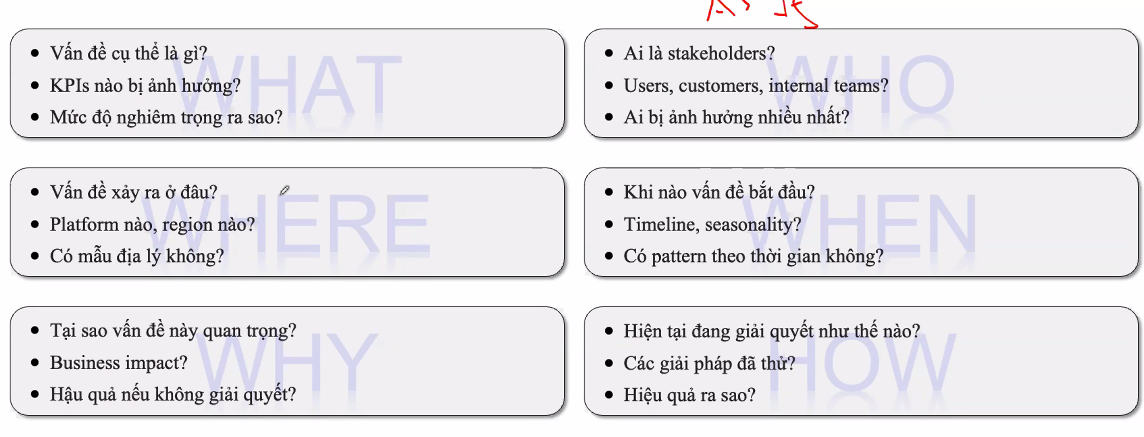 WHAT
Vấn đề cụ thể là gì?
KPIs nào bị ảnh hưởng?
Mức độ nghiêm trọng ra sao?
WHO
Ai là stakeholders?
Users, customers, internal teams?
Ai bị ảnh hưởng nhiều nhất?
WHERE
Vấn đề xảy ra ở đâu?
Platform nào, region nào?
Có mẫu địa lý không?
WHEN
Khi nào vấn đề bắt đầu?
Timeline, seasonality?
Có pattern theo thời gian không?
WHY
Tại sao vấn đề này quan trọng?
Business impact?
Hậu quả nếu không giải quyết?
HOW
Hiện tại đang giải quyết như thế nào?
Các giải pháp đã thử?
Hiệu quả ra sao?